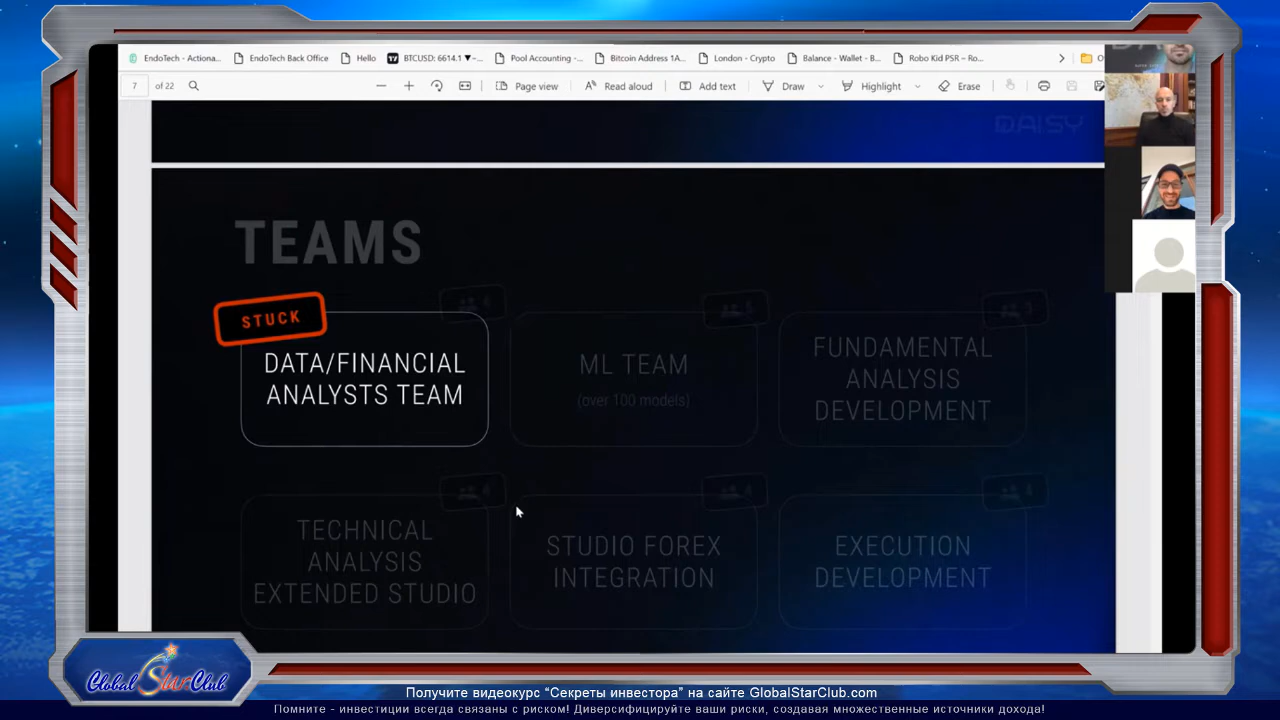 EndoTech - Actiona...
EndoTech Back Office
Hello
BTCUSD: 6614.1 ▼−...
Pool Accounting -...
Bitcoin Address 1A...
London - Crypto
Balance - Wallet - B...
Robo Kid PSR – Ro...
7 of 22
Page view
Read aloud
Add text
Draw
Highlight
Erase
DAISY
TEAMS
STUCK
DATA/FINANCIAL
ANALYSTS TEAM
ML TEAM
(over 100 models)
FUNDAMENTAL
ANALYSIS
DEVELOPMENT
TECHNICAL
ANALYSIS
EXTENDED STUDIO
STUDIO FOREX
INTEGRATION
EXECUTION
DEVELOPMENT
Global Star Club
Получите видеокурс “Секреты инвестора” на сайте GlobalStarClub.com
Помните - инвестиции всегда связаны с риском! Диверсифицируйте ваши риски, создавая множественные источники дохода!